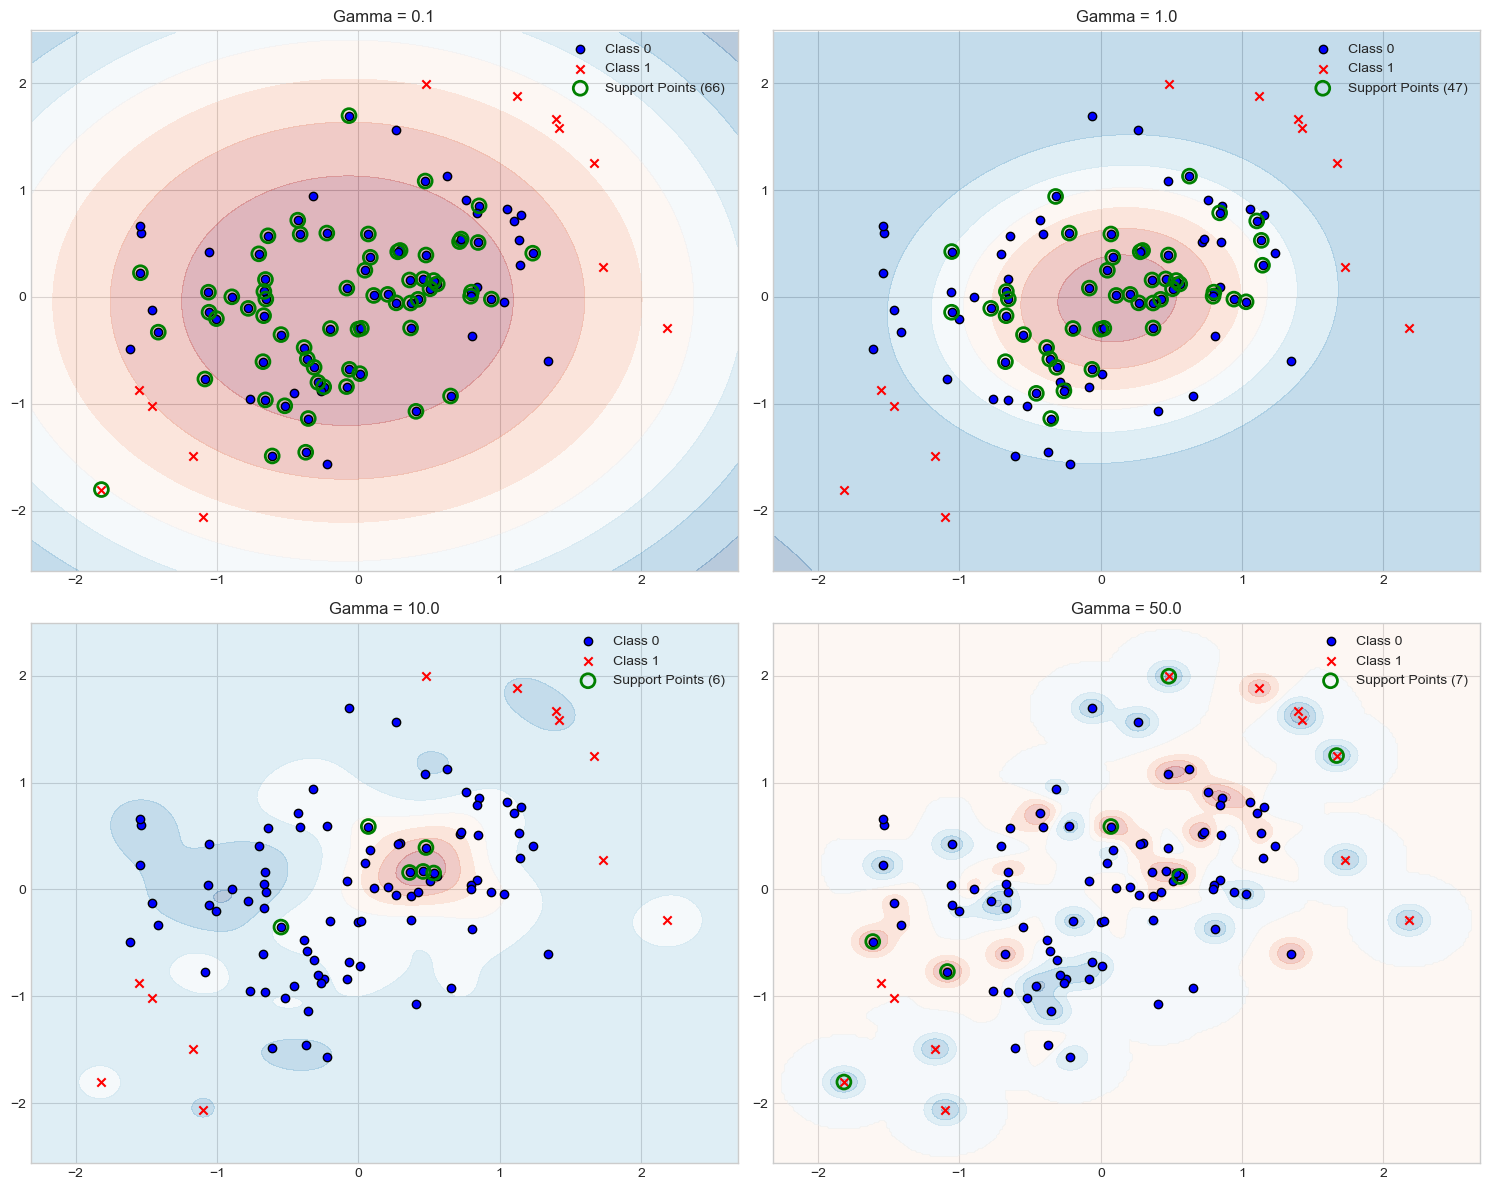 Gamma = 0.1
Class 0
Class 1
Support Points (66)
2
1
0
−1
−2
−2
−1
0
1
2
Gamma = 1.0
Class 0
Class 1
Support Points (47)
2
1
0
−1
−2
−2
−1
0
1
2
Gamma = 10.0
Class 0
Class 1
Support Points (6)
2
1
0
−1
−2
−2
−1
0
1
2
Gamma = 50.0
Class 0
Class 1
Support Points (7)
2
1
0
−1
−2
−2
−1
0
1
2